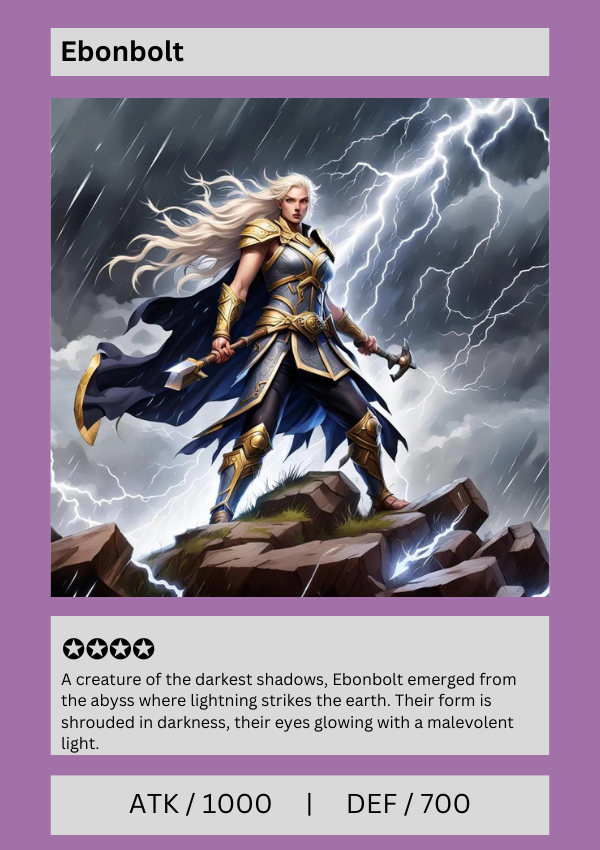 Ebonbolt
✪✪✪✪
A creature of the darkest shadows, Ebonbolt emerged from
the abyss where lightning strikes the earth. Their form is
shrouded in darkness, their eyes glowing with a malevolent
light.
ATK / 1000 | DEF / 700